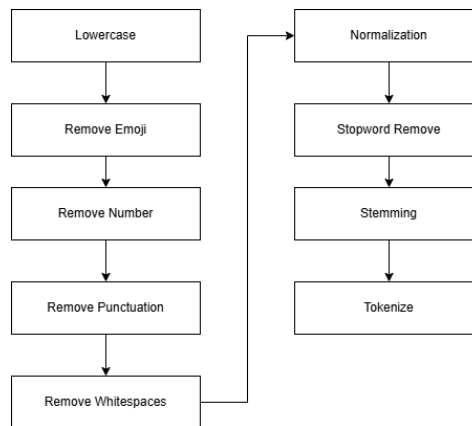 Lowercase
Remove Emoji
Remove Number
Remove Punctuation
Remove Whitespaces
Normalization
Stopword Remove
Stemming
Tokenize